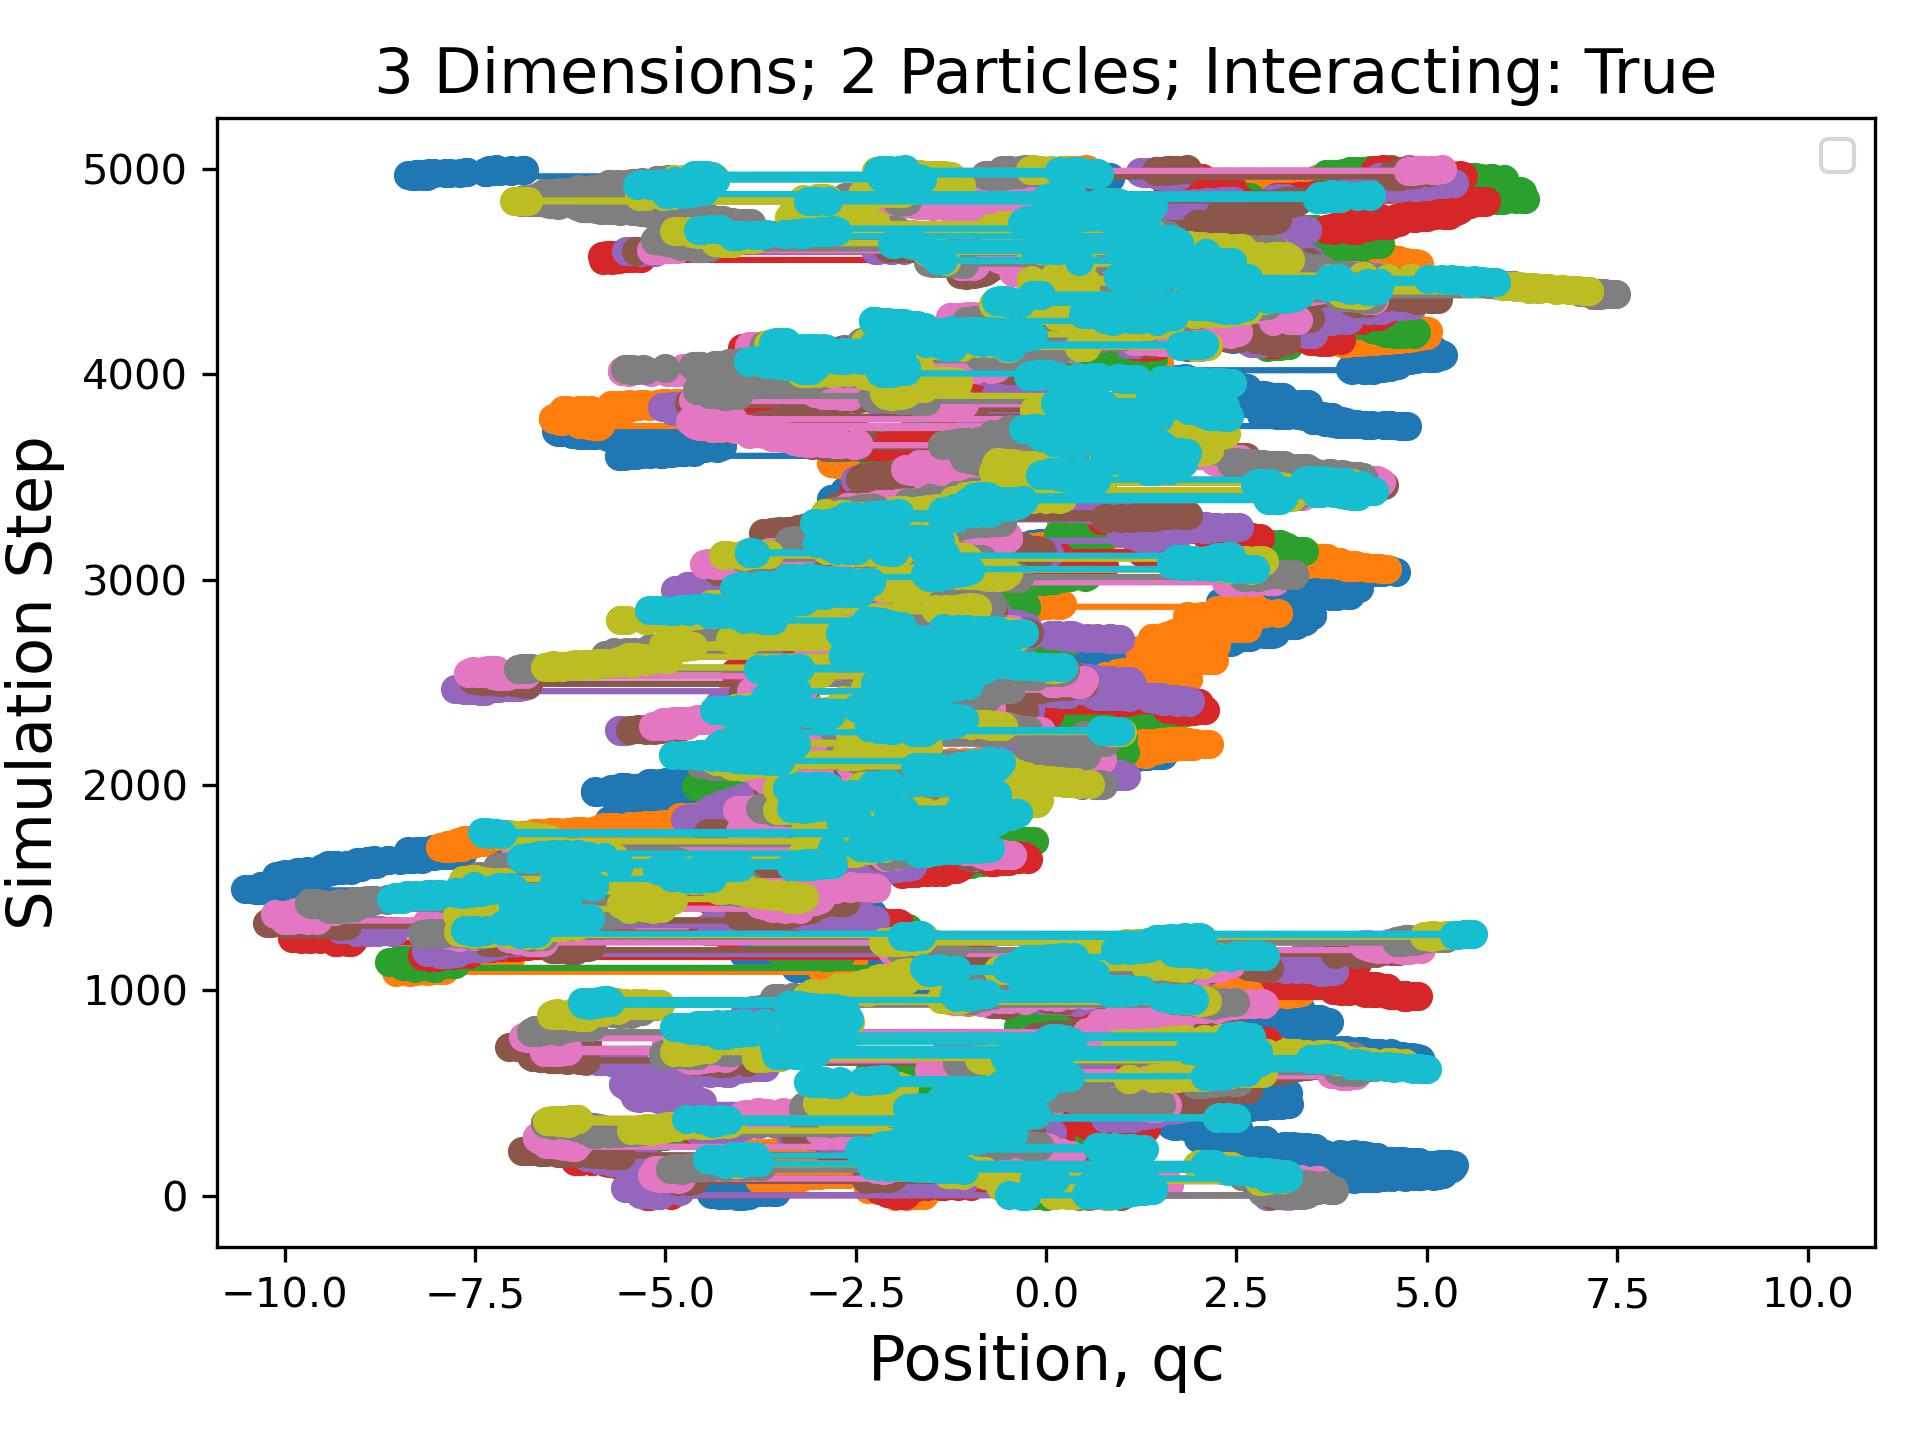 3 Dimensions; 2 Particles; Interacting: True
Simulation Step
5000
4000
3000
2000
1000
0
−10.0 −7.5 −5.0 −2.5 0.0 2.5 5.0 7.5 10.0
Position, qc